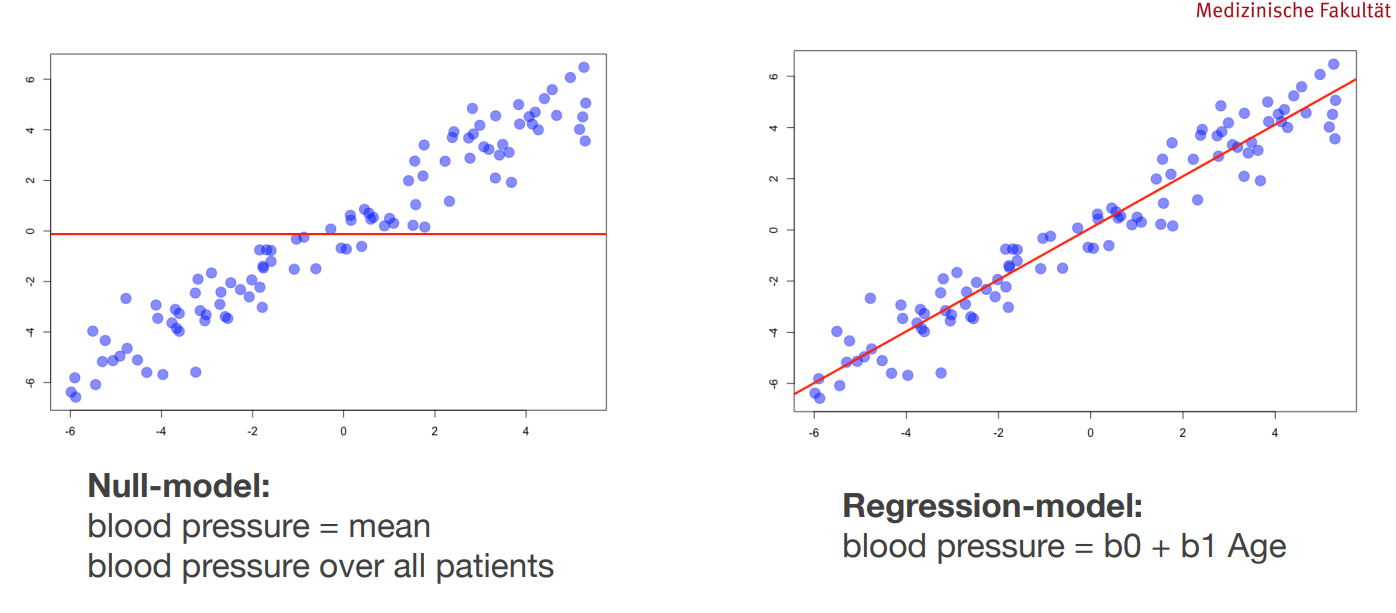 Medizinische Fakultät
6
4
2
0
-2
-4
-6
-6 -4 -2 0 2 4
6
4
2
0
-2
-4
-6
-6 -4 -2 0 2 4
Null-model:
blood pressure = mean
blood pressure over all patients
Regression-model:
blood pressure = b0 + b1 Age